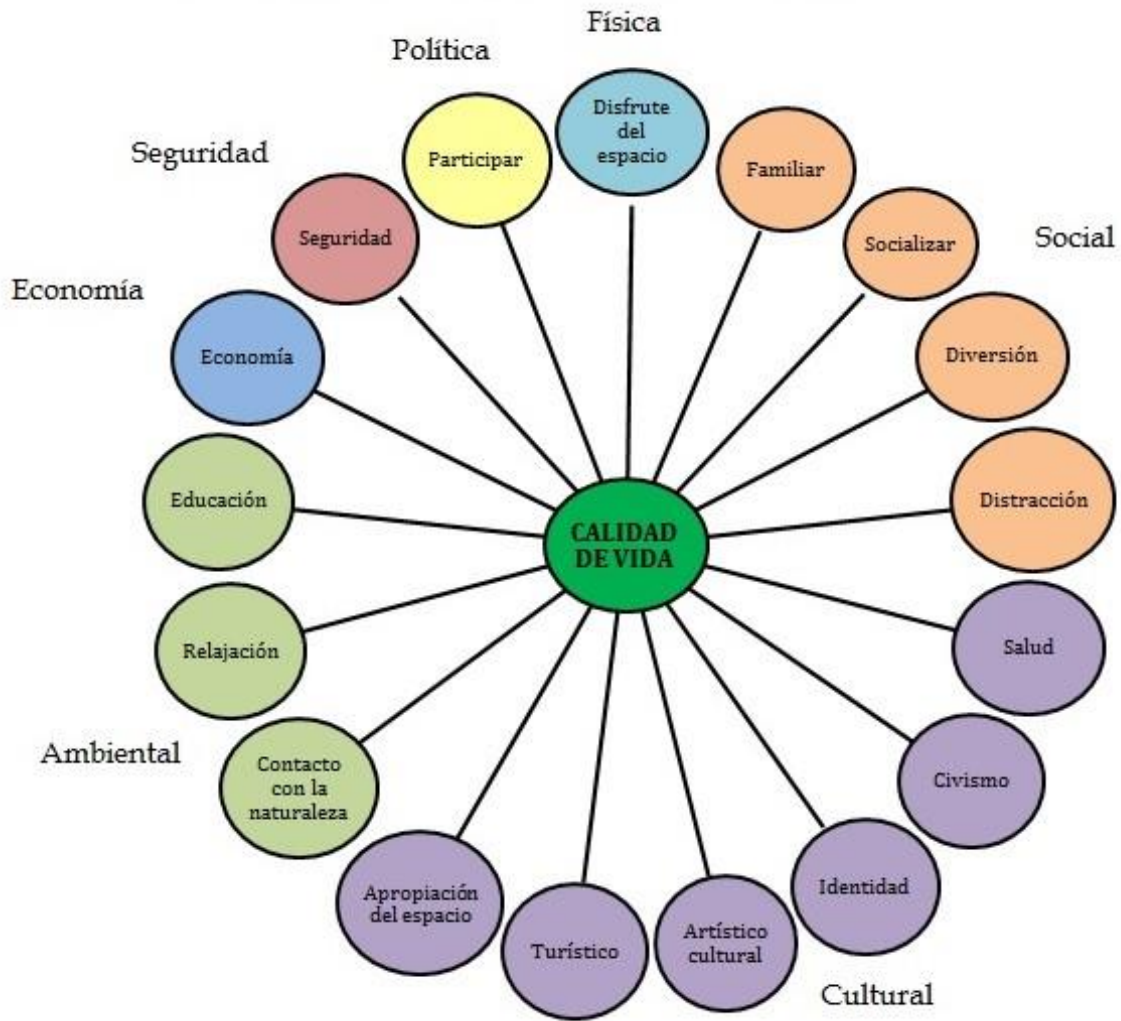 Física
Política
Disfrute
del
espacio
Participar
Familiar
Seguridad
Seguridad
Socializar
Social
Economía
Economía
Diversión
Educación
Distracción
CALIDAD
DE VIDA
Relajación
Salud
Ambiental
Contacto
con la
naturaleza
Civismo
Apropiación
del espacio
Identidad
Turístico
Artístico
cultural
Cultural